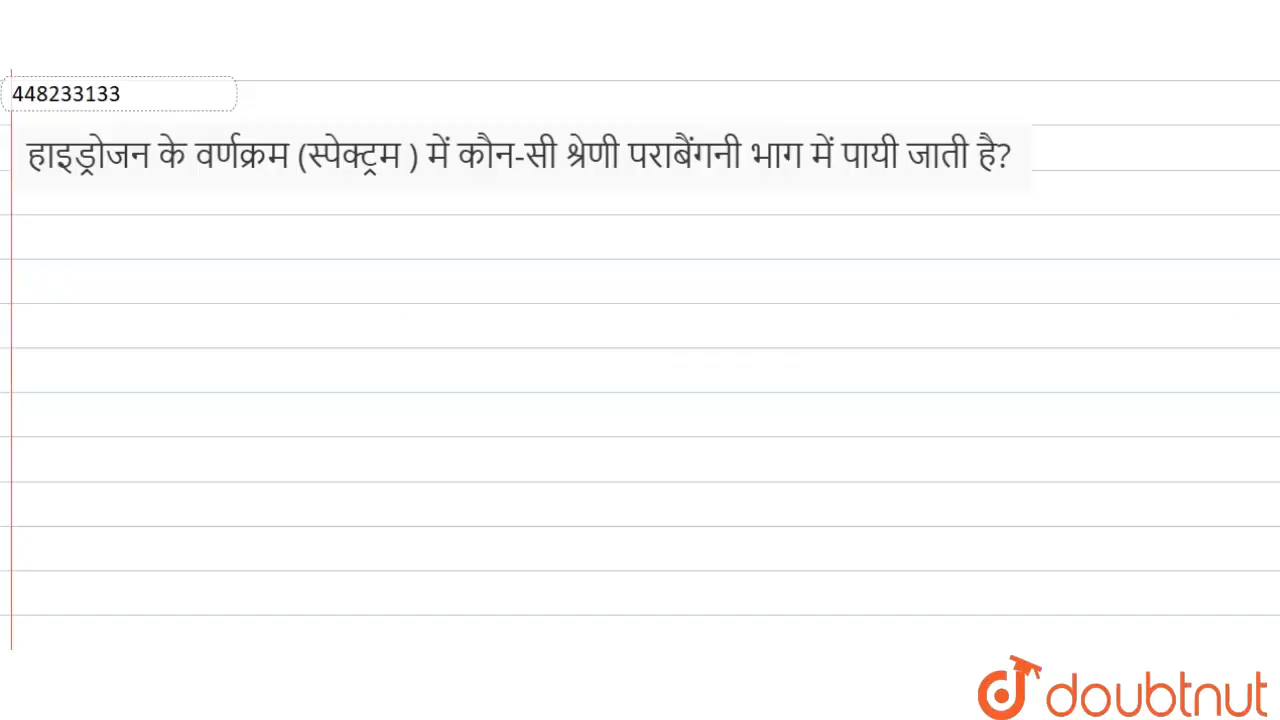 448233133
हाइड्रोजन के वर्णक्रम (स्पेक्ट्रम ) में कौन-सी श्रेणी पराबैंगनी भाग में पायी जाती है?
doubtnut